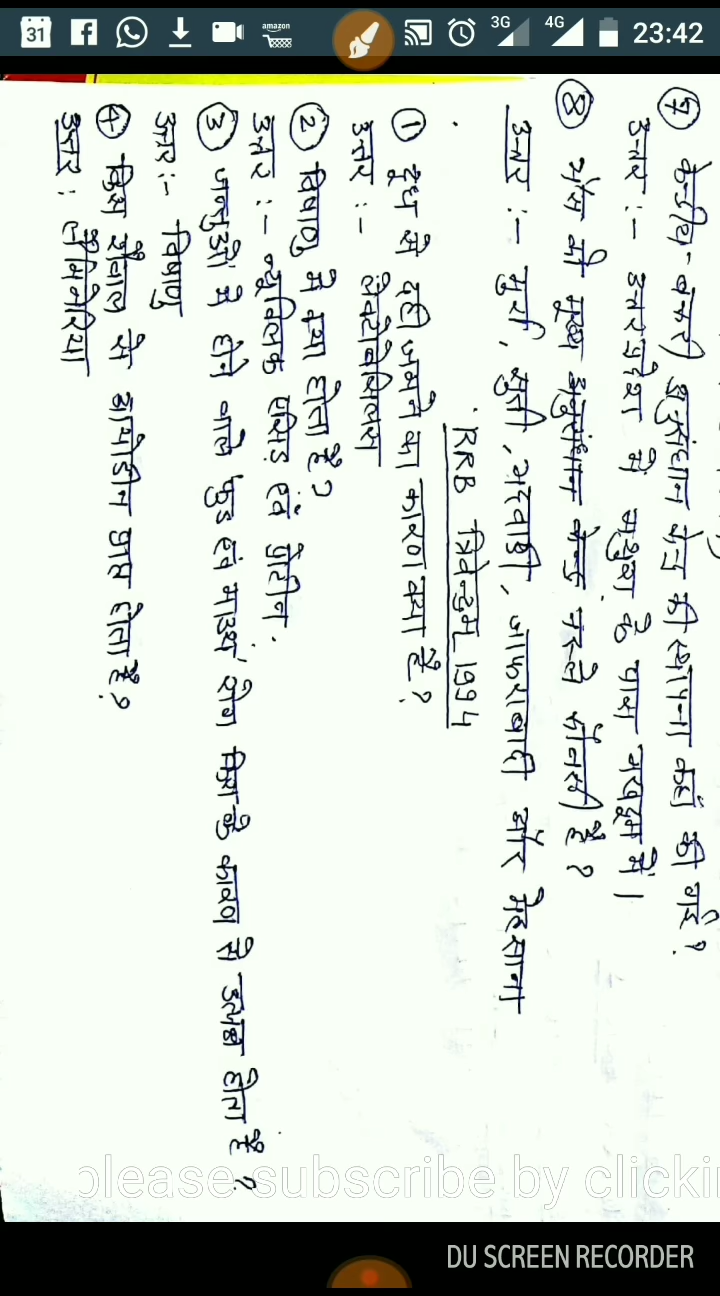 31
amazon
3G
4G
23:42
⑦ केन्द्रीय-बकरी अनुसंधान केन्द्र की स्थापना कहाँ की गई?
उत्तर :- उत्तरप्रदेश में मथुरा के पास मखदूम में।
⑧ भैंस की मुख्य अनुसंधान केन्द्र नस्ले कौनसी है?
उत्तर :- मुर्रा, सुर्ती, भदावरी, जाफराबादी और मेहसाना
RRB त्रिवेन्द्रम् 1994
① दूध से दही जमने का कारण क्या है?
उत्तर :- लेक्टोबेसिलस
② विषाणु में क्या होता है?
उत्तर :- न्यूक्लिक एसिड एवं प्रोटीन.
③ जन्तुओं में होने वाले फुड एवं माउथ रोग किस के कारण से उत्पन्न होता है?
उत्तर:- विषाणु
④ किस शैवाल से आयोडीन प्राप्त होता है?
उत्तर: लैमिनेरिया
please subscribe by clicki
DU SCREEN RECORDER